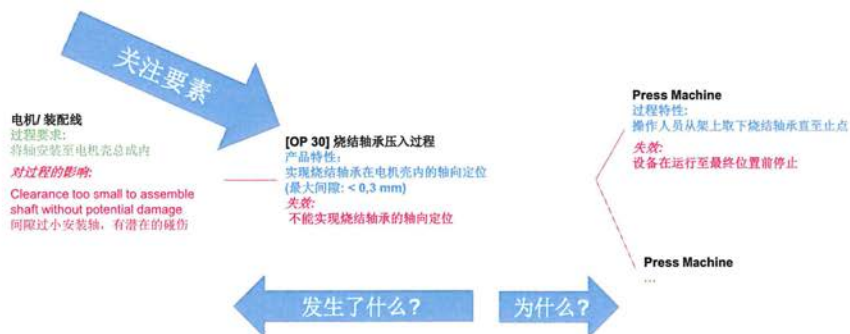 关注要素
电机/ 装配线
过程要求:
将轴安装至电机壳总成内
对过程的影响:
Clearance too small to assemble
shaft without potential damage
间隙过小安装轴，有潜在的碰伤
[OP 30] 烧结轴承压入过程
产品特性:
实现烧结轴承在电机壳内的轴向定位
(最大间隙: < 0,3 mm)
失效:
不能实现烧结轴承的轴向定位
Press Machine
过程特性:
操作人员从架上取下烧结轴承直至止点
失效:
设备在运行至最终位置前停止
Press Machine
...
发生了什么?
为什么?